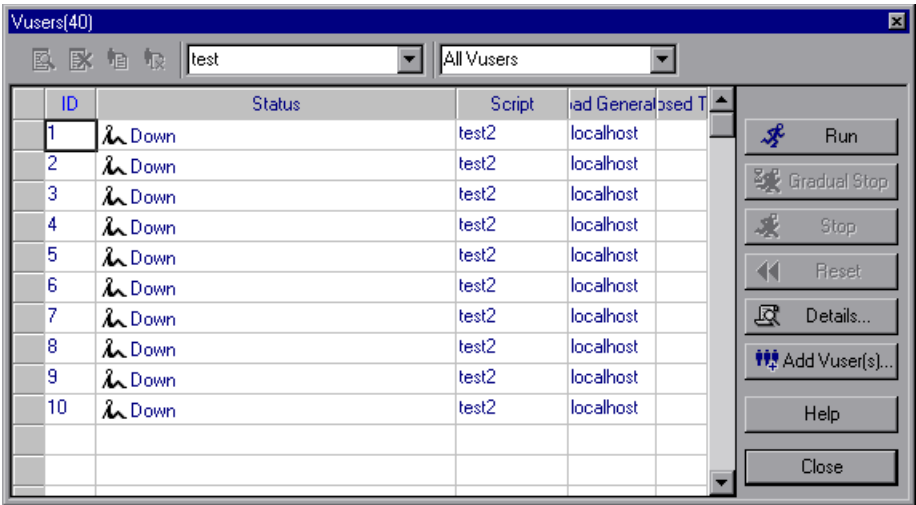 Vusers(40)
test All Vusers
ID Status Script oad General osed T
1 Down test2 localhost
2 Down test2 localhost
3 Down test2 localhost
4 Down test2 localhost
5 Down test2 localhost
6 Down test2 localhost
7 Down test2 localhost
8 Down test2 localhost
9 Down test2 localhost
10 Down test2 localhost
Run
Gradual Stop
Stop
Reset
Details...
Add Vuser(s)...
Help
Close